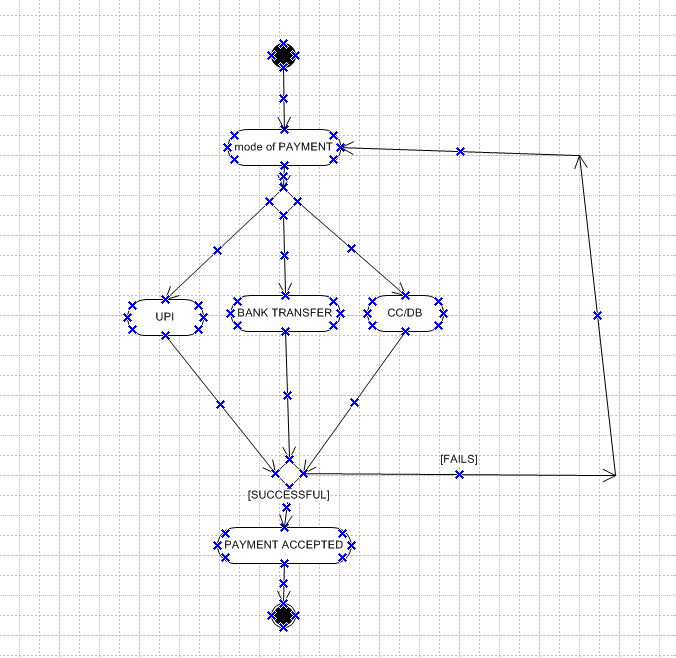 mode of PAYMENT
UPI
BANK TRANSFER
CC/DB
[FAILS]
[SUCCESSFUL]
PAYMENT ACCEPTED